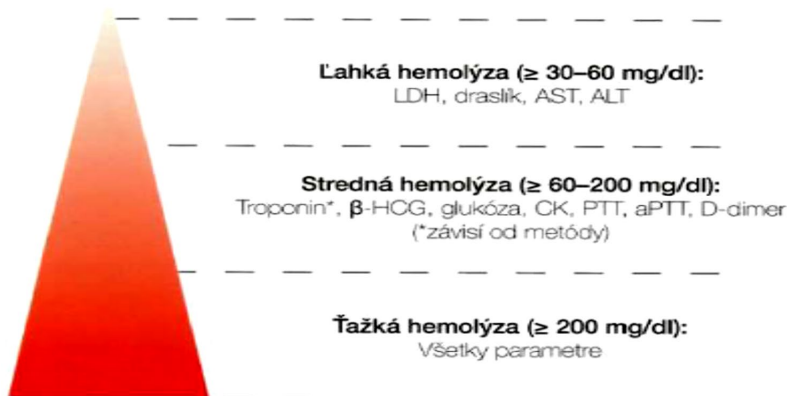 Ľahká hemolýza (≥ 30–60 mg/dl):
LDH, draslík, AST, ALT
Stredná hemolýza (≥ 60–200 mg/dl):
Troponin*, β-HCG, glukóza, CK, PTT, aPTT, D-dimer
(*závisí od metódy)
Ťažká hemolýza (≥ 200 mg/dl):
Všetky parametre